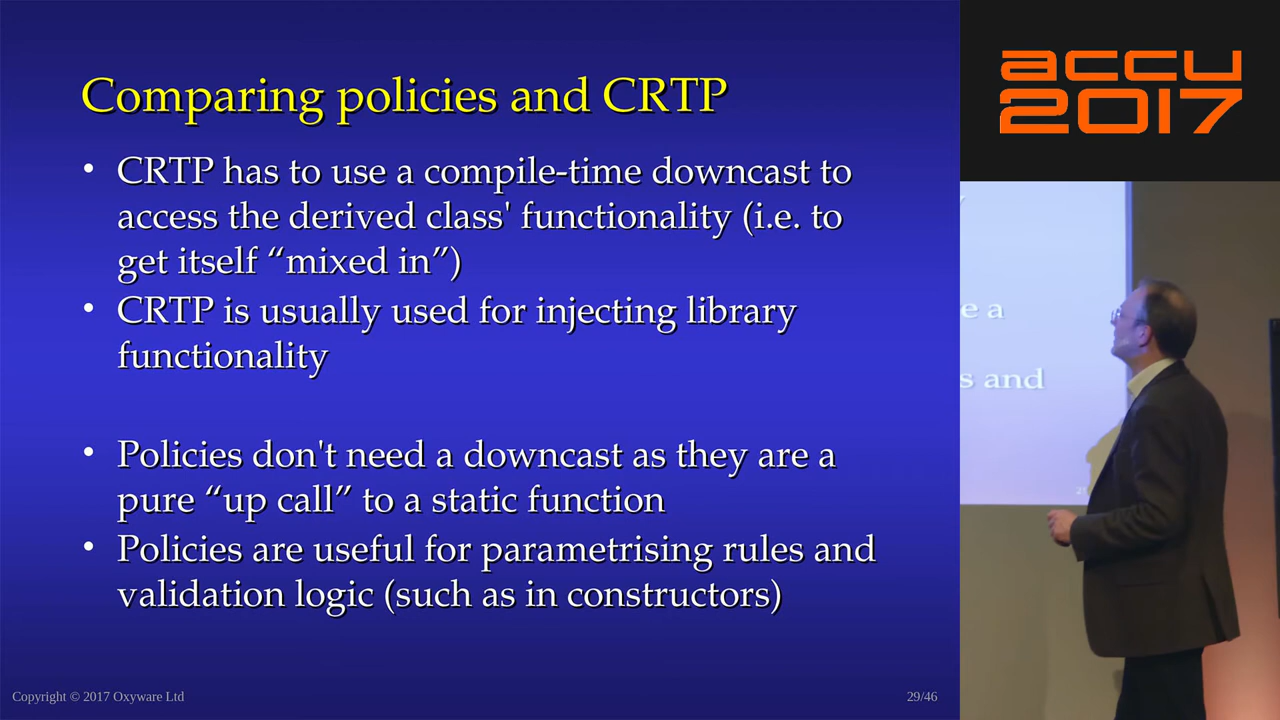 Comparing policies and CRTP
• CRTP has to use a compile-time downcast to
access the derived class' functionality (i.e. to
get itself “mixed in”)
• CRTP is usually used for injecting library
functionality
• Policies don't need a downcast as they are a
pure “up call” to a static function
• Policies are useful for parametrising rules and
validation logic (such as in constructors)
Copyright © 2017 Oxyware Ltd
29/46
accu
2017
e a
s and